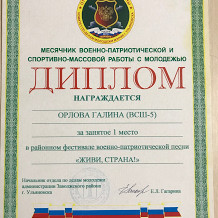 МЕСЯЧНИК ВОЕННО-ПАТРИОТИЧЕСКОЙ И
СПОРТИВНО-МАССОВОЙ РАБОТЫ С МОЛОДЕЖЬЮ
ДИПЛОМ
НАГРАЖДАЕТСЯ
ОРЛОВА ГАЛИНА (ВСШ-5)
за занятое 1 место
в районном фестивале военно-патриотической песни
«ЖИВИ, СТРАНА!»
Начальник отдела по делам молодежи
администрации Заволжского района
г. Ульяновска
Е.Л. Гагарина